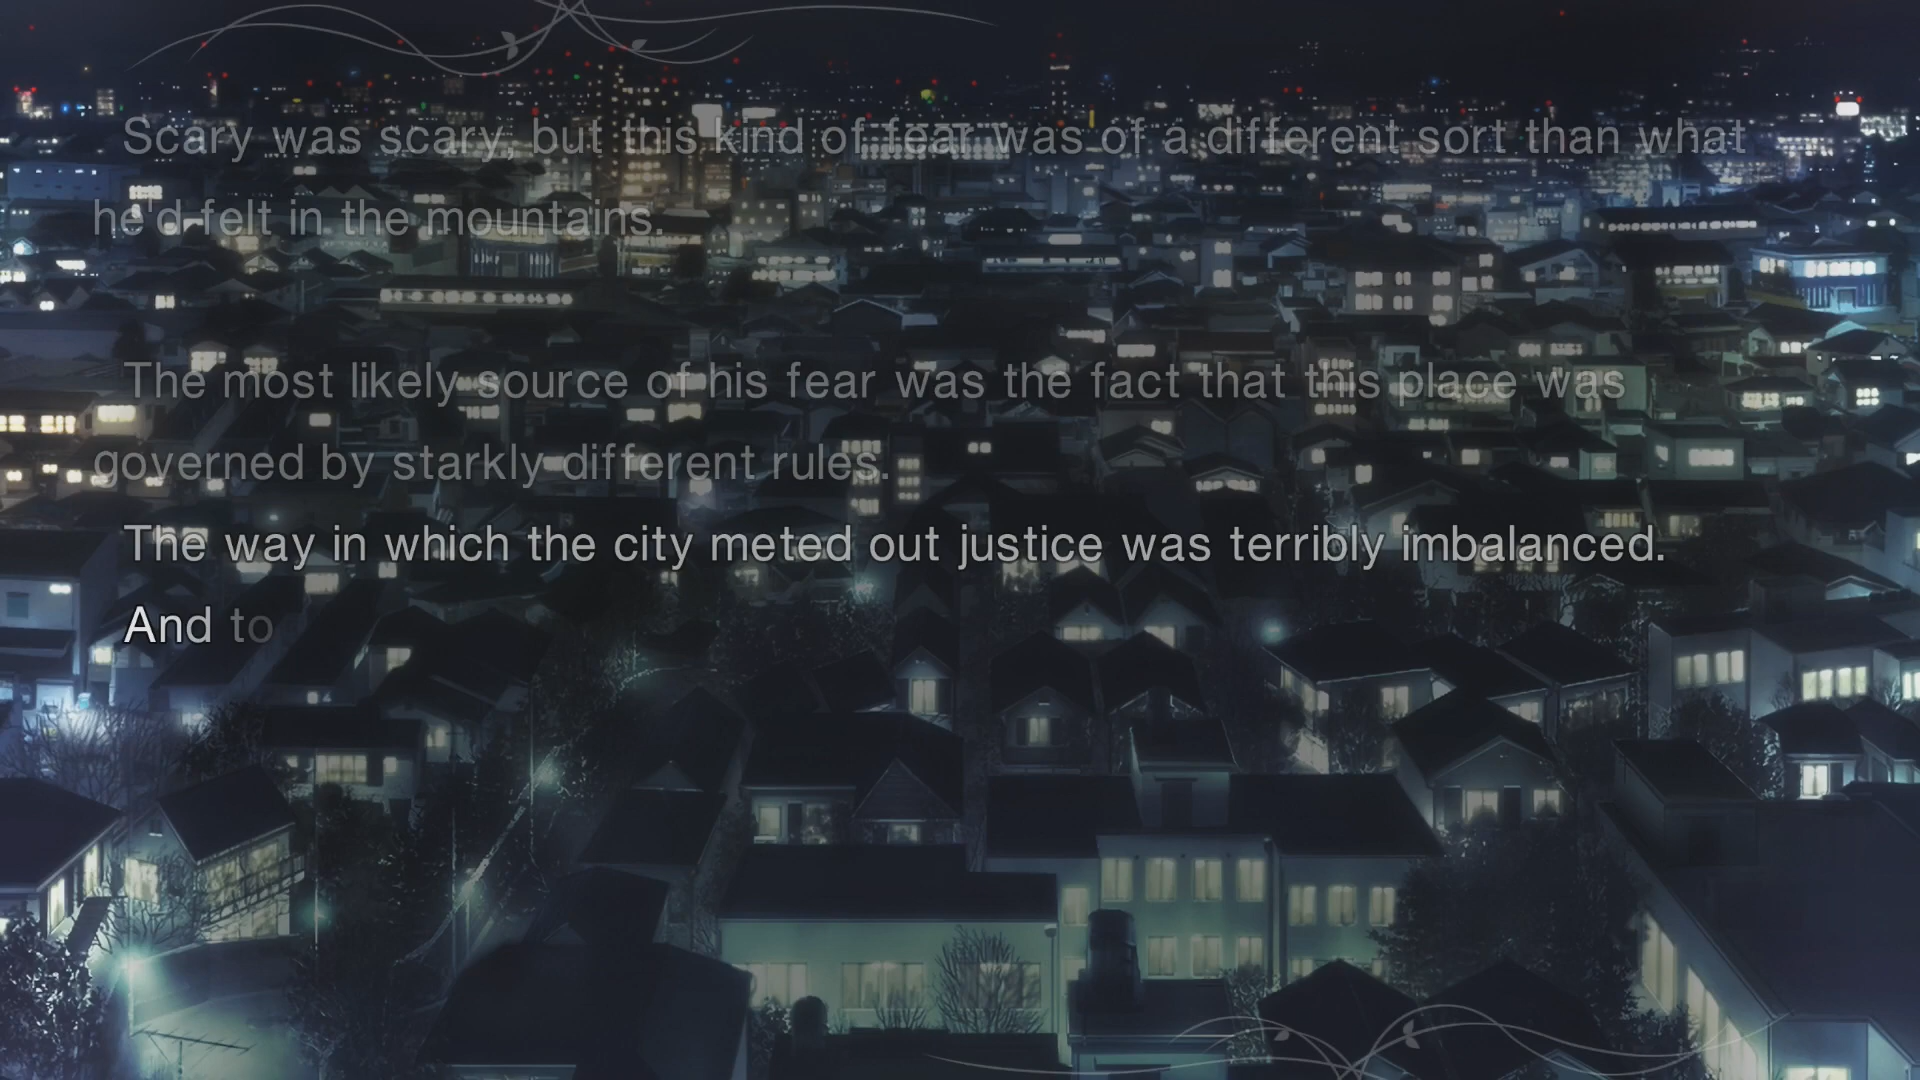 Scary was scary, but this kind of fear was of a different sort than what
he'd felt in the mountains.
The most likely source of his fear was the fact that this place was
governed by starkly different rules.
The way in which the city meted out justice was terribly imbalanced.
And to